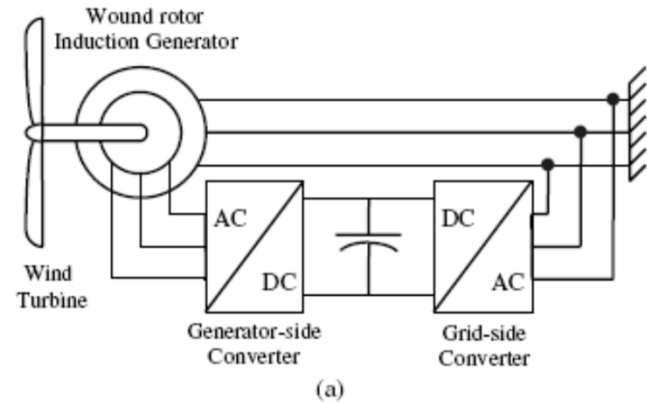 Wound rotor
Induction Generator
AC
DC
DC
AC
Wind
Turbine
Generator-side
Converter
Grid-side
Converter
(a)